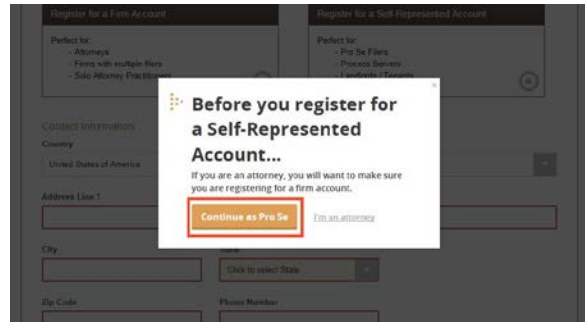 Register for a Firm Account
Register for a Self-Represented Account
Perfect for:
- Attorneys
- Firms with multiple filers
- Solo Attorney Practitioners
Perfect for:
- Pro Se Filers
- Process Servers
- Landlords / Tenants
x
Before you register for
a Self-Represented
Account...
If you are an attorney, you will want to make sure
you are registering for a firm account.
Continue as Pro Se
I'm an attorney
Contact Information
Country
United States of America
Address Line 1
City
Click to select State
Zip Code
Phone Number